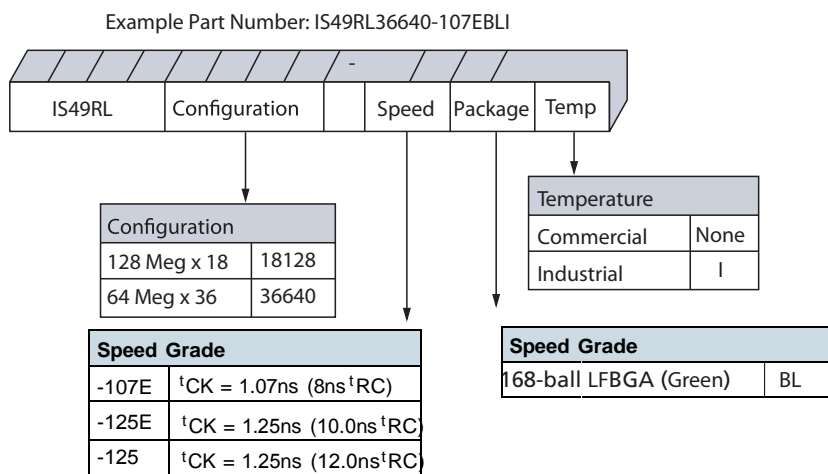 Example Part Number: IS49RL36640-107EBLI
-
IS49RL Configuration Speed Package Temp
Configuration
128 Meg x 18 18128
64 Meg x 36 36640
Temperature
Commercial None
Industrial I
Speed Grade
-107E tCK = 1.07ns (8ns tRC)
-125E tCK = 1.25ns (10.0ns tRC)
-125 tCK = 1.25ns (12.0ns tRC)
Speed Grade
168-ball LFBGA (Green) BL